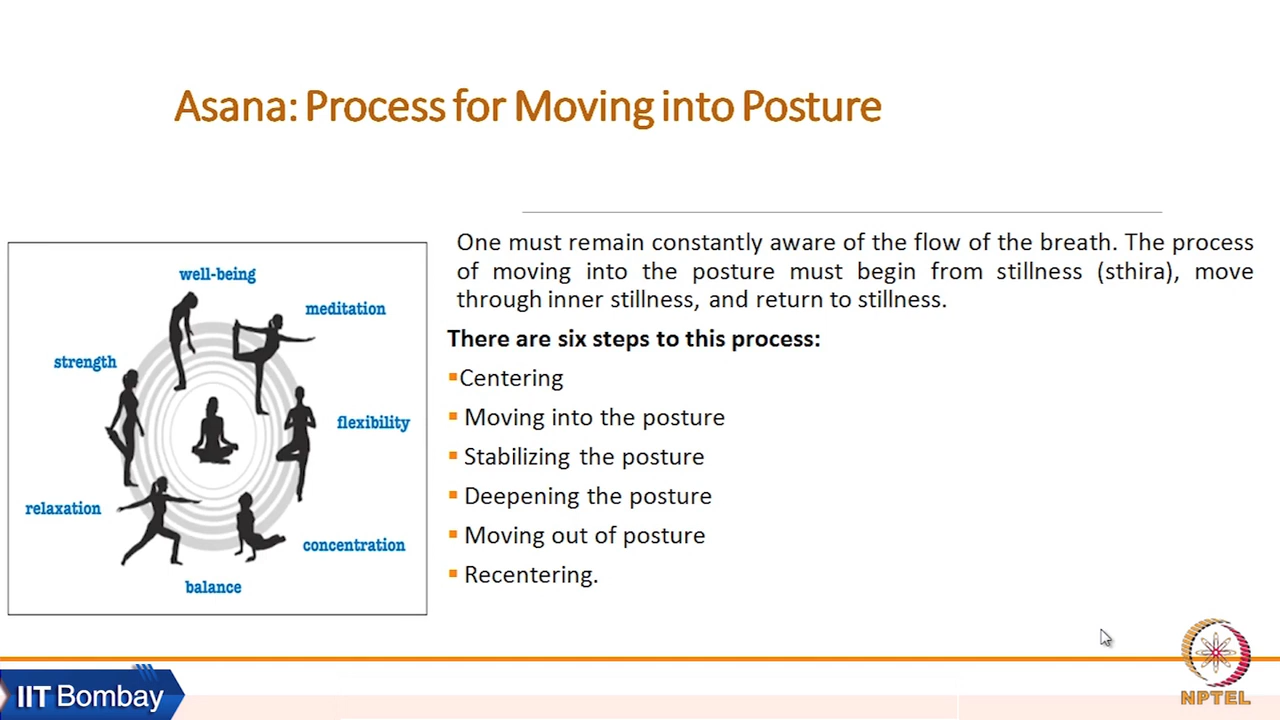 Asana: Process for Moving into Posture
well-being
meditation
strength
flexibility
relaxation
concentration
balance
One must remain constantly aware of the flow of the breath. The process
of moving into the posture must begin from stillness (sthira), move
through inner stillness, and return to stillness.
There are six steps to this process:
▪Centering
▪ Moving into the posture
▪ Stabilizing the posture
▪ Deepening the posture
▪ Moving out of posture
▪ Recentering.
IIT Bombay
NPTEL